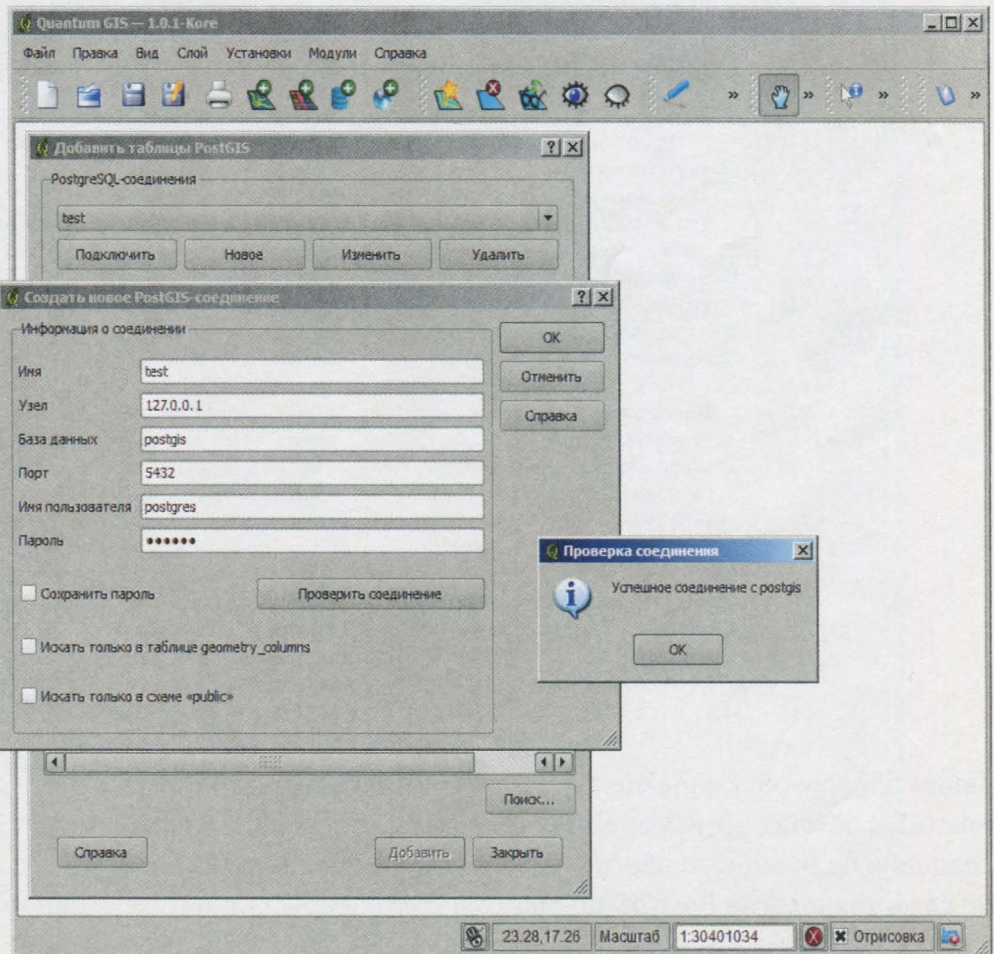 Quantum GIS — 1.0.1-Kore
Файл Правка Вид Слой Установки Модули Справка
Добавить таблицы PostGIS
PostgreSQL-соединения
test
Подключить Новое Изменить Удалить
Создать новое PostGIS-соединение
Информация о соединении
OK
Имя test
Отменить
Узел 127.0.0.1
Справка
База данных postgis
Порт 5432
Имя пользователя postgres
Пароль ●●●●●●
Проверка соединения
Успешное соединение с postgis
OK
Сохранить пароль Проверить соединение
Искать только в таблице geometry_columns
Искать только в схеме «public»
Поиск...
Справка Добавить Закрыть
23.28,17.26 Масштаб 1:30401034 Отрисовка